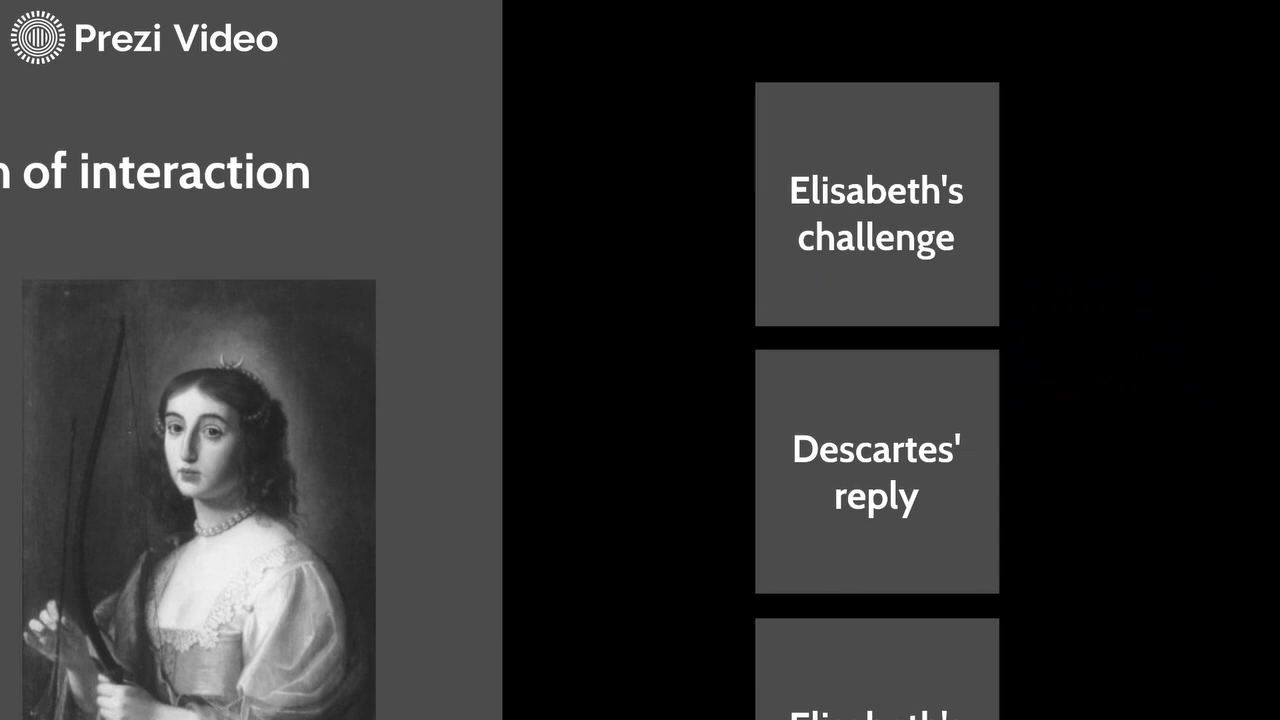 Prezi Video
of interaction
Elisabeth's
challenge
Descartes'
reply